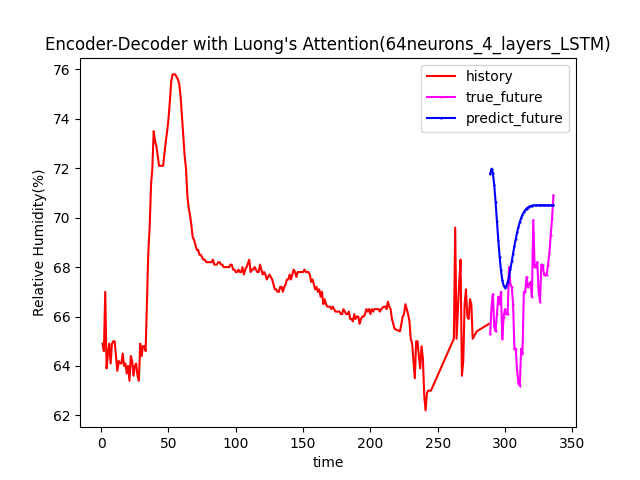 Encoder-Decoder with Luong's Attention(64neurons_4_layers_LSTM)
history
true_future
predict_future
Relative Humidity(%)
76
74
72
70
68
66
64
62
0 50 100 150 200 250 300 350
time